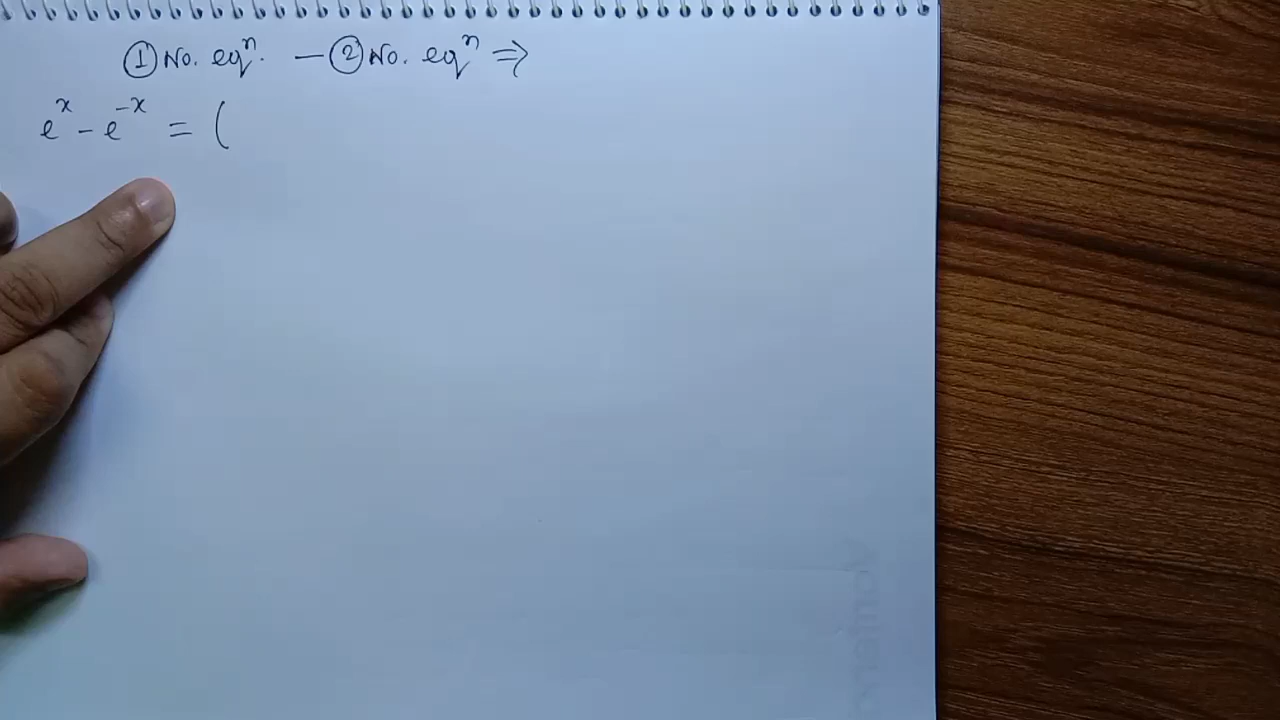 ① No. eqⁿ. — ② No. eqⁿ ⇒
eˣ - e⁻ˣ = (